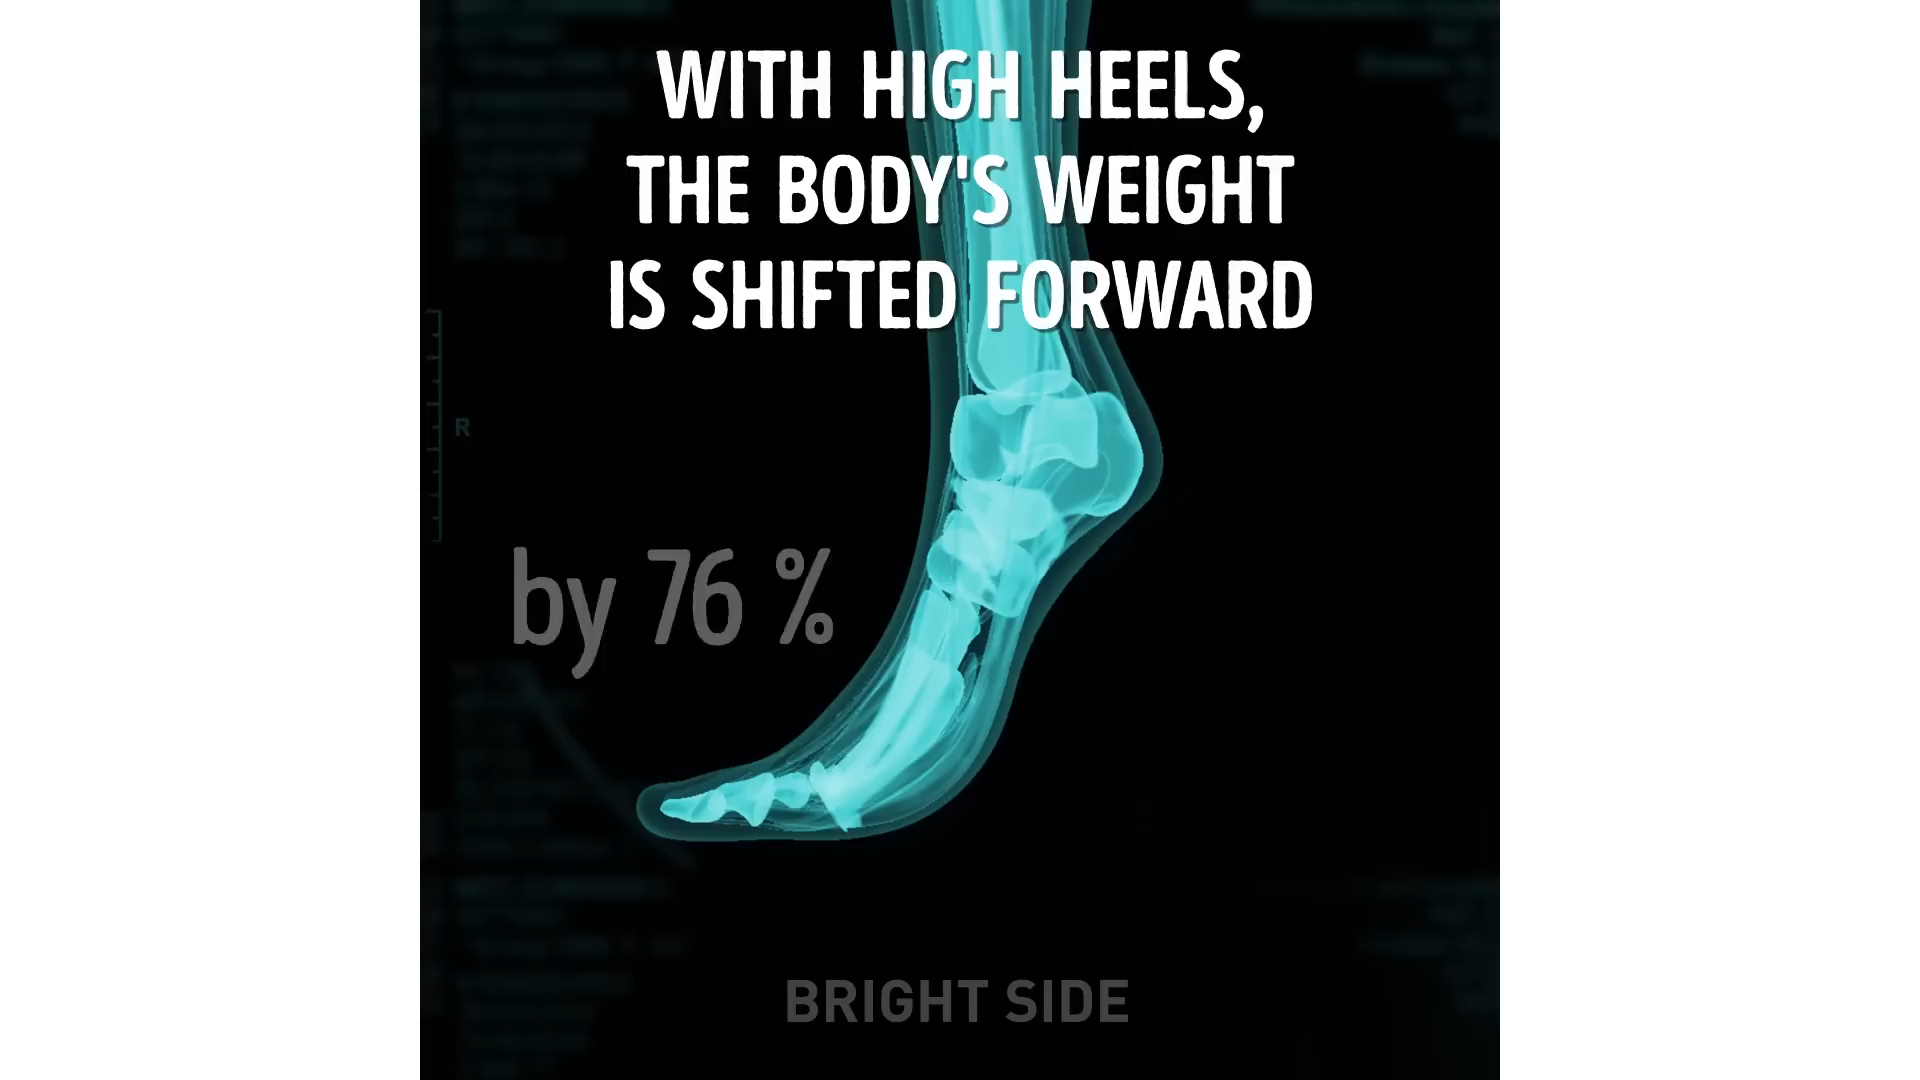 WITH HIGH HEELS,
THE BODY'S WEIGHT
IS SHIFTED FORWARD
R
by 76 %
BRIGHT SIDE